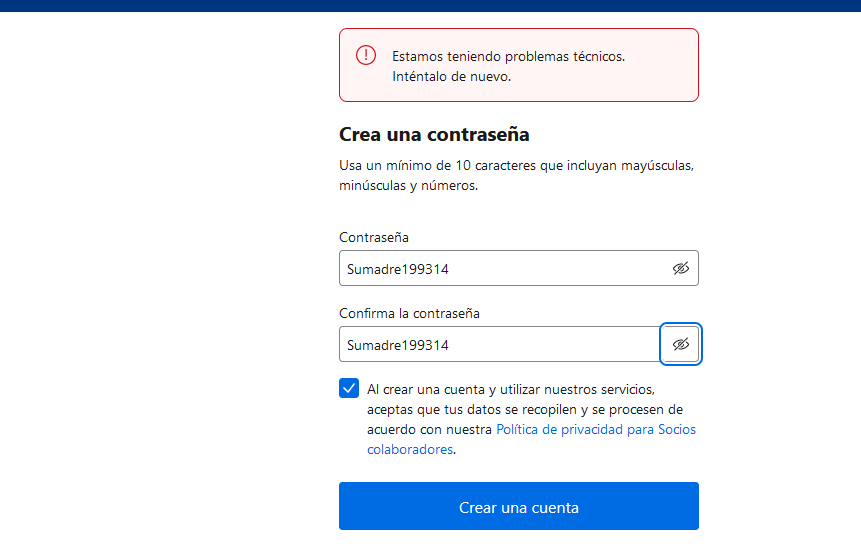 Estamos teniendo problemas técnicos.
Inténtalo de nuevo.
Crea una contraseña
Usa un mínimo de 10 caracteres que incluyan mayúsculas,
minúsculas y números.
Contraseña
Sumadre199314
Confirma la contraseña
Sumadre199314
Al crear una cuenta y utilizar nuestros servicios,
aceptas que tus datos se recopilen y se procesen de
acuerdo con nuestra Política de privacidad para Socios
colaboradores.
Crear una cuenta